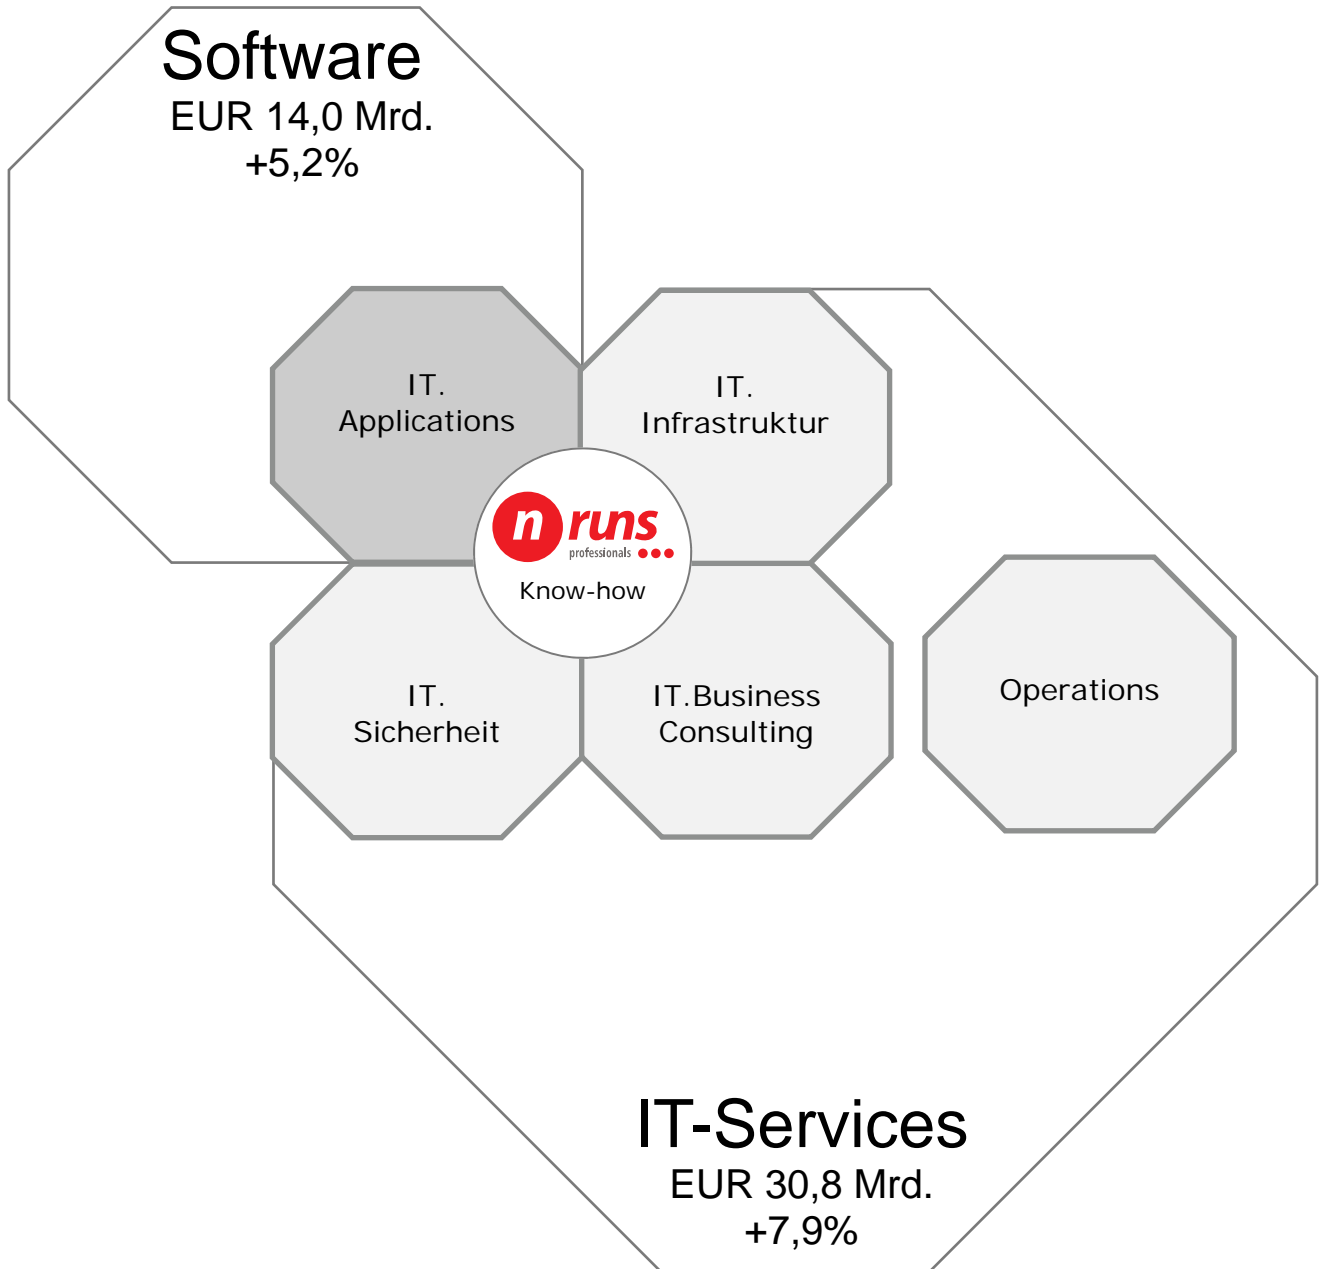 Software
EUR 14,0 Mrd.
+5,2%
IT.
Applications
IT.
Infrastruktur
n runs
professionals
Know-how
IT.
Sicherheit
IT.Business
Consulting
Operations
IT-Services
EUR 30,8 Mrd.
+7,9%